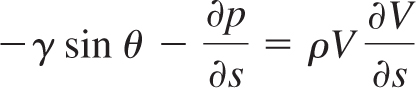 −γ sin θ − ∂p/∂s = ρV ∂V/∂s